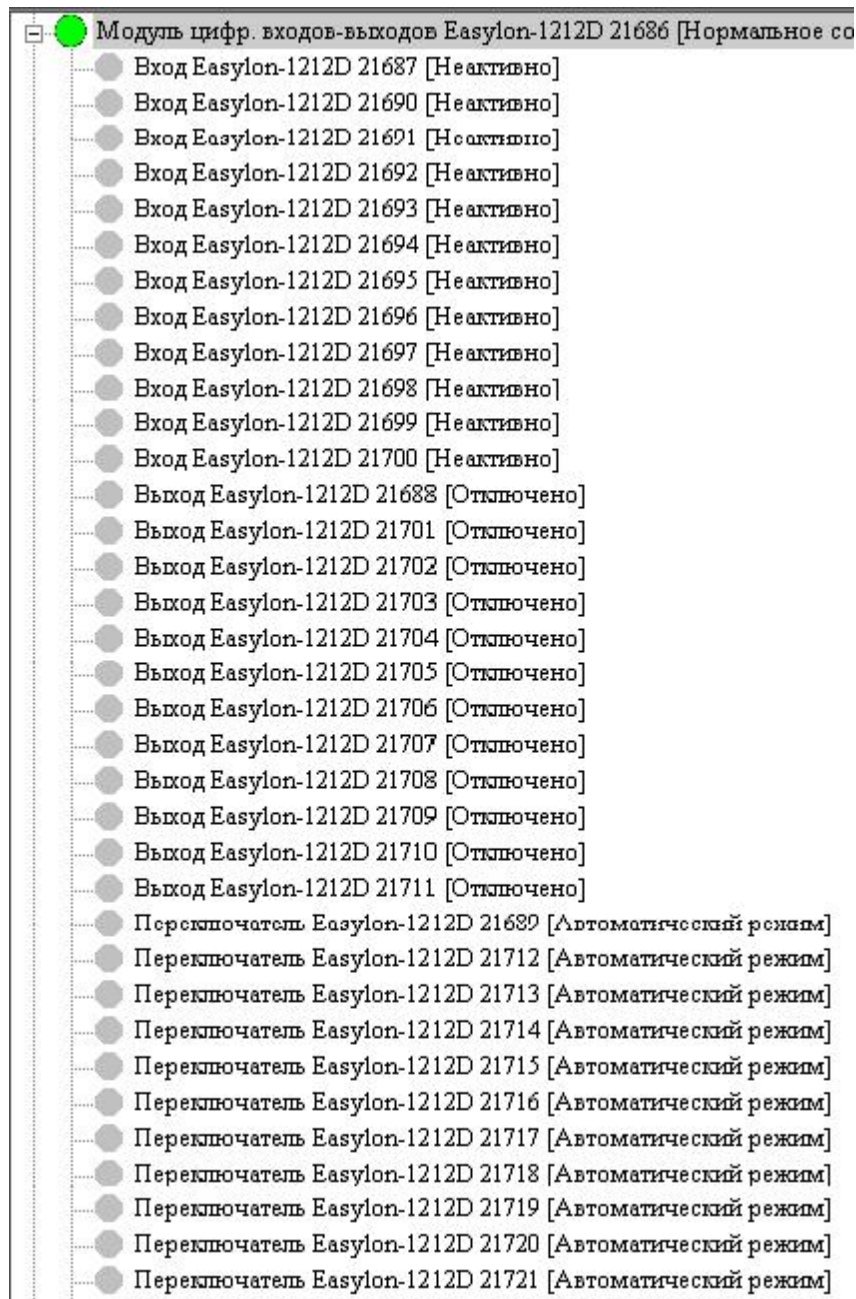 Модуль цифр. входов-выходов Easylon-1212D 21686 [Нормальное со
Вход Easylon-1212D 21687 [Неактивно]
Вход Easylon-1212D 21690 [Неактивно]
Вход Easylon-1212D 21691 [Неактивно]
Вход Easylon-1212D 21692 [Неактивно]
Вход Easylon-1212D 21693 [Неактивно]
Вход Easylon-1212D 21694 [Неактивно]
Вход Easylon-1212D 21695 [Неактивно]
Вход Easylon-1212D 21696 [Неактивно]
Вход Easylon-1212D 21697 [Неактивно]
Вход Easylon-1212D 21698 [Неактивно]
Вход Easylon-1212D 21699 [Неактивно]
Вход Easylon-1212D 21700 [Неактивно]
Выход Easylon-1212D 21688 [Отключено]
Выход Easylon-1212D 21701 [Отключено]
Выход Easylon-1212D 21702 [Отключено]
Выход Easylon-1212D 21703 [Отключено]
Выход Easylon-1212D 21704 [Отключено]
Выход Easylon-1212D 21705 [Отключено]
Выход Easylon-1212D 21706 [Отключено]
Выход Easylon-1212D 21707 [Отключено]
Выход Easylon-1212D 21708 [Отключено]
Выход Easylon-1212D 21709 [Отключено]
Выход Easylon-1212D 21710 [Отключено]
Выход Easylon-1212D 21711 [Отключено]
Переключатель Easylon-1212D 21689 [Автоматический режим]
Переключатель Easylon-1212D 21712 [Автоматический режим]
Переключатель Easylon-1212D 21713 [Автоматический режим]
Переключатель Easylon-1212D 21714 [Автоматический режим]
Переключатель Easylon-1212D 21715 [Автоматический режим]
Переключатель Easylon-1212D 21716 [Автоматический режим]
Переключатель Easylon-1212D 21717 [Автоматический режим]
Переключатель Easylon-1212D 21718 [Автоматический режим]
Переключатель Easylon-1212D 21719 [Автоматический режим]
Переключатель Easylon-1212D 21720 [Автоматический режим]
Переключатель Easylon-1212D 21721 [Автоматический режим]